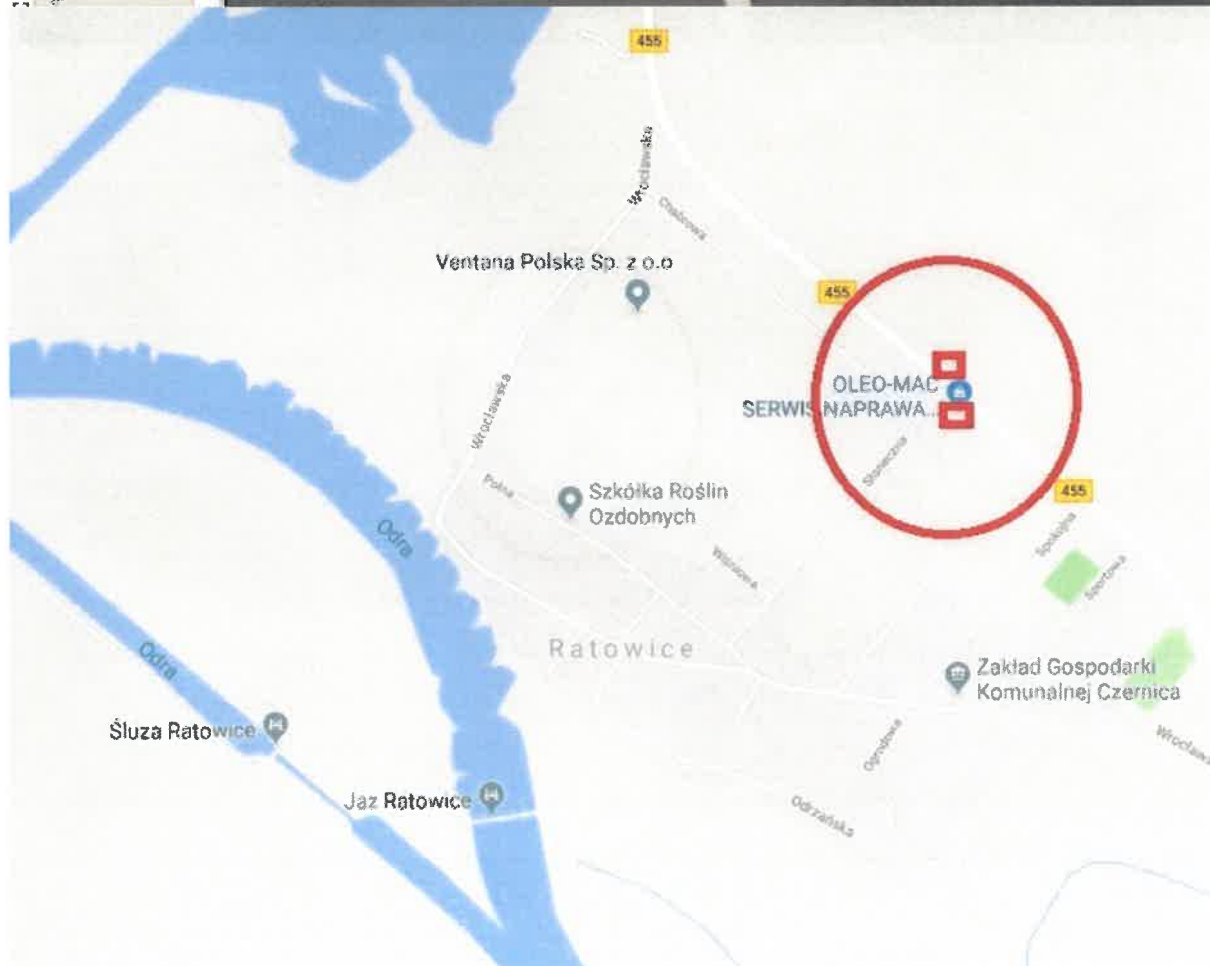 455
Wrocławska
Chabrowa
Ventana Polska Sp. z o.o
455
OLEO-MAC
SERWIS,NAPRAWA...
Wrocławska
Słoneczna
Polna
Szkółka Roślin
Ozdobnych
455
Odra
Spokojna
Wiśniowa
Sportowa
Ratowice
Odra
Zakład Gospodarki
Komunalnej Czernica
Śluza Ratowice
Ogrodowa
Wrocławs
Jaz Ratowice
Odrzańska